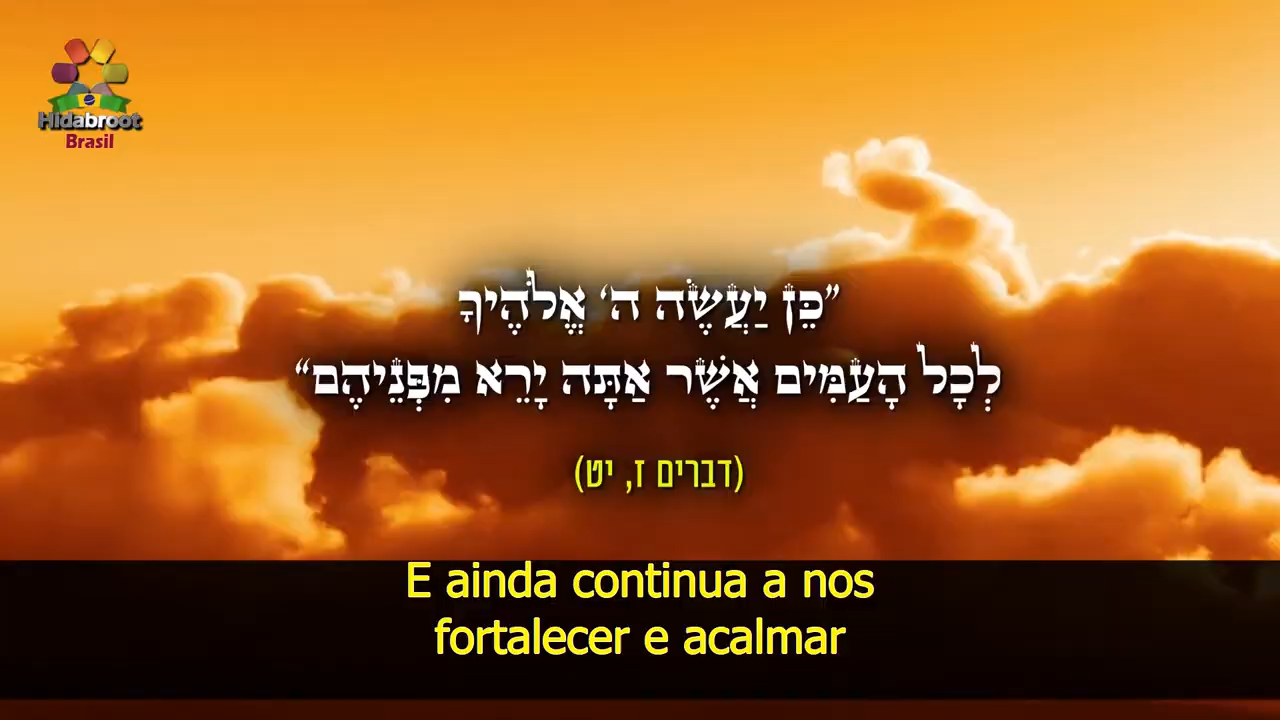 Hidabroot
Brasil
"כֵּן יַעֲשֶׂה ה' אֱלֹהֶיךָ
לְכָל הָעַמִּים אֲשֶׁר אַתָּה יָרֵא מִפְּנֵיהֶם"
(דברים ז, יט)
E ainda continua a nos
fortalecer e acalmar